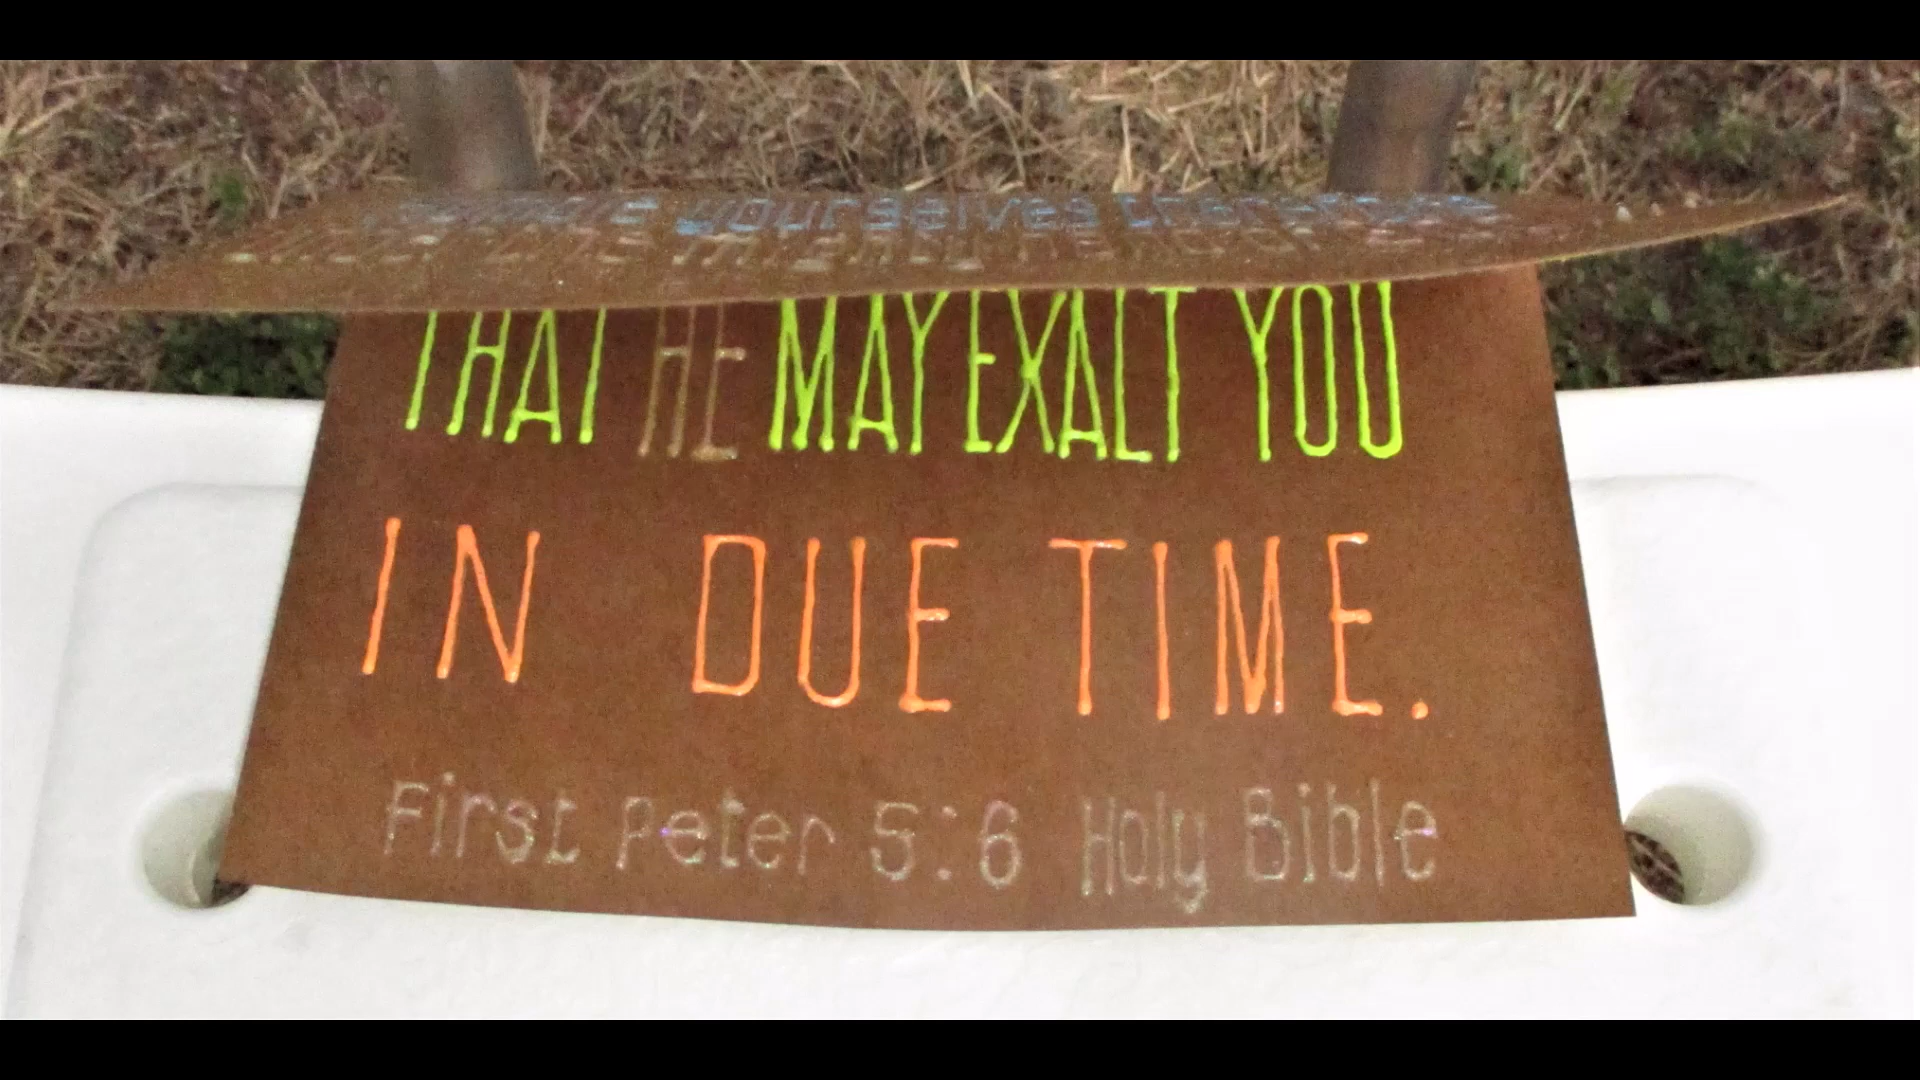 yourselves therefore
THAT HE MAY EXALT YOU
IN DUE TIME.
First Peter 5:6 Holy Bible